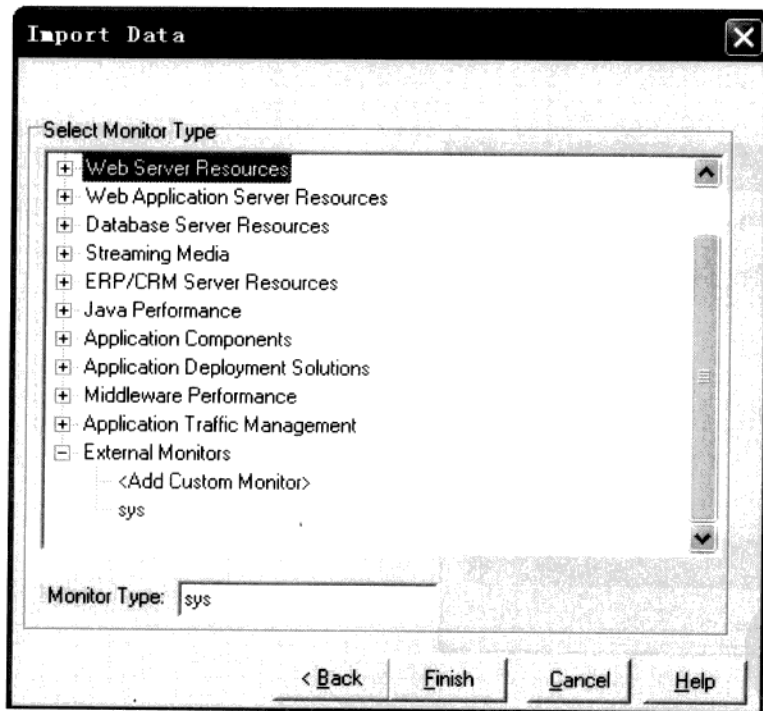 Import Data
Select Monitor Type
Web Server Resources
Web Application Server Resources
Database Server Resources
Streaming Media
ERP/CRM Server Resources
Java Performance
Application Components
Application Deployment Solutions
Middleware Performance
Application Traffic Management
External Monitors
<Add Custom Monitor>
sys
Monitor Type: sys
< Back Finish Cancel Help